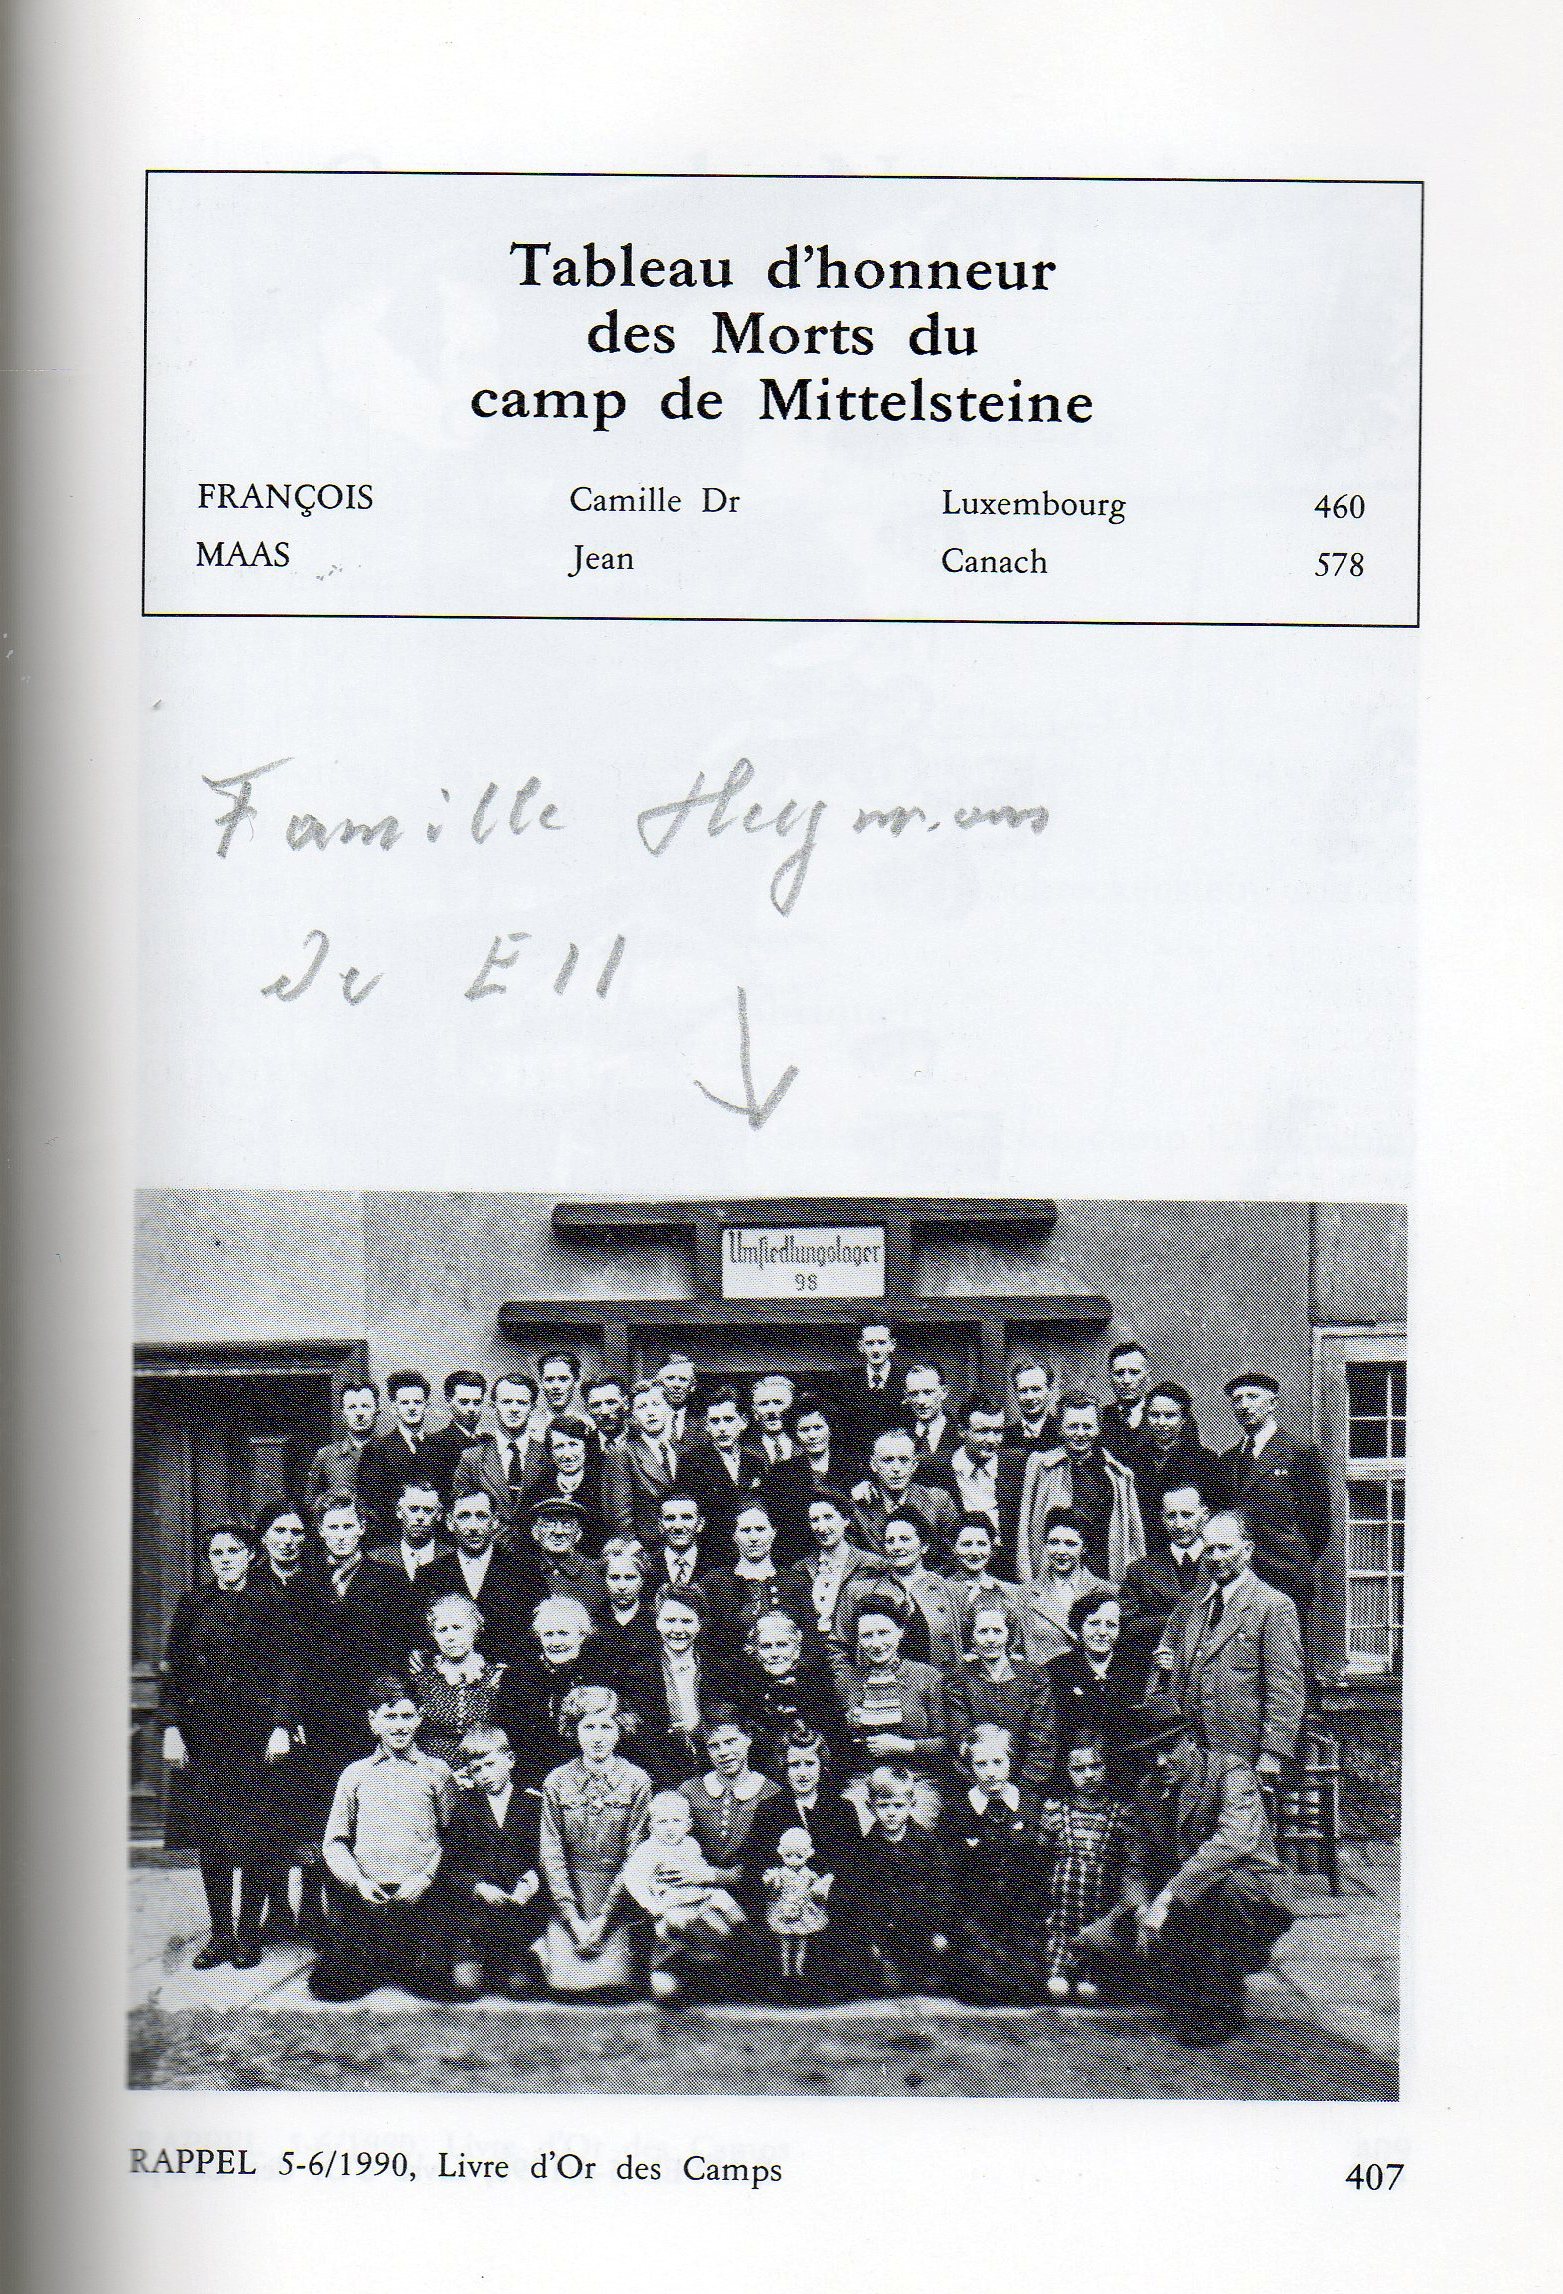 Tableau d'honneur
des Morts du
camp de Mittelsteine
FRANÇOIS Camille Dr Luxembourg 460
MAAS Jean Canach 578
Famille Heymans
de Ell
Umsiedlungslager
98
RAPPEL 5-6/1990, Livre d'Or des Camps 407